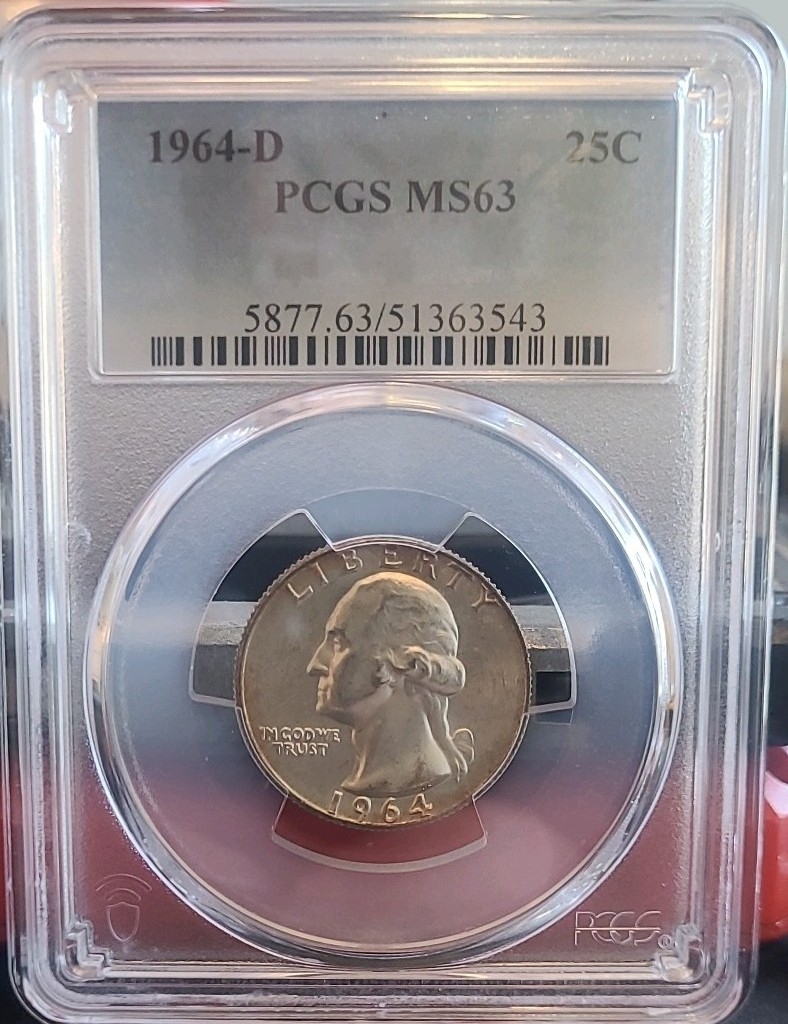 1964-D 25C
PCGS MS63
5877.63/51363543
LIBERTY
IN GOD WE
TRUST
1964
PCGS